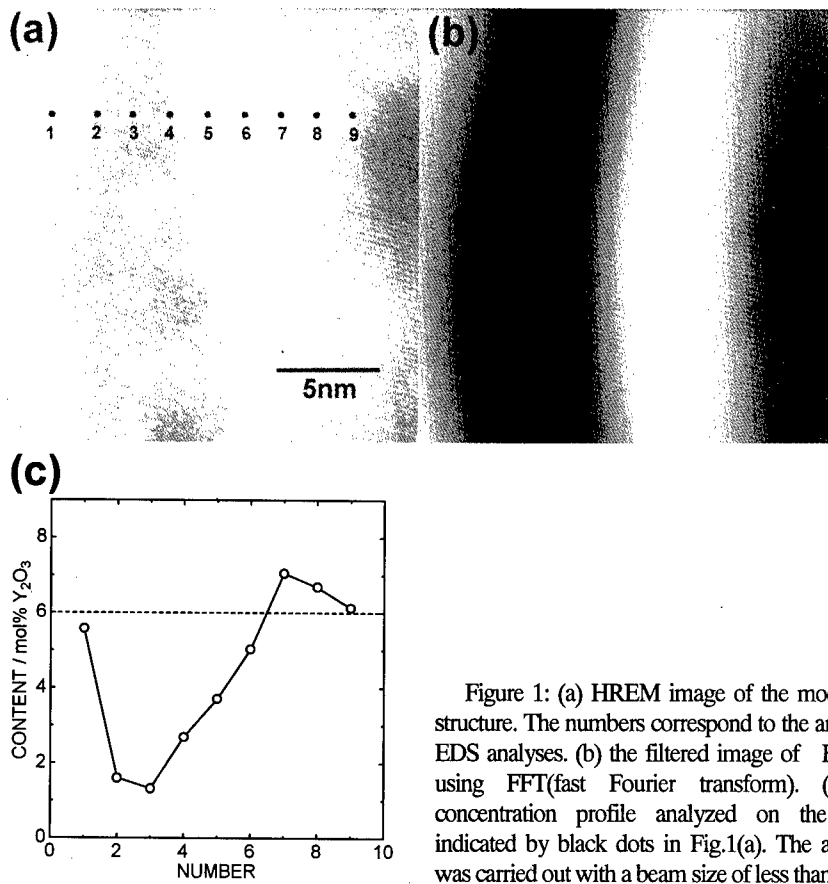 (a)
(b)
1 2 3 4 5 6 7 8 9
5nm
(c)
8
6
4
2
0
0 2 4 6 8 10
CONTENT / mol% Y₂O₃
NUMBER
Figure 1: (a) HREM image of the
structure. The numbers correspond to the
EDS analyses. (b) the filtered image of
using FFT(fast Fourier transform).
concentration profile analyzed on the
indicated by black dots in Fig.1(a). The
was carried out with a beam size of less than